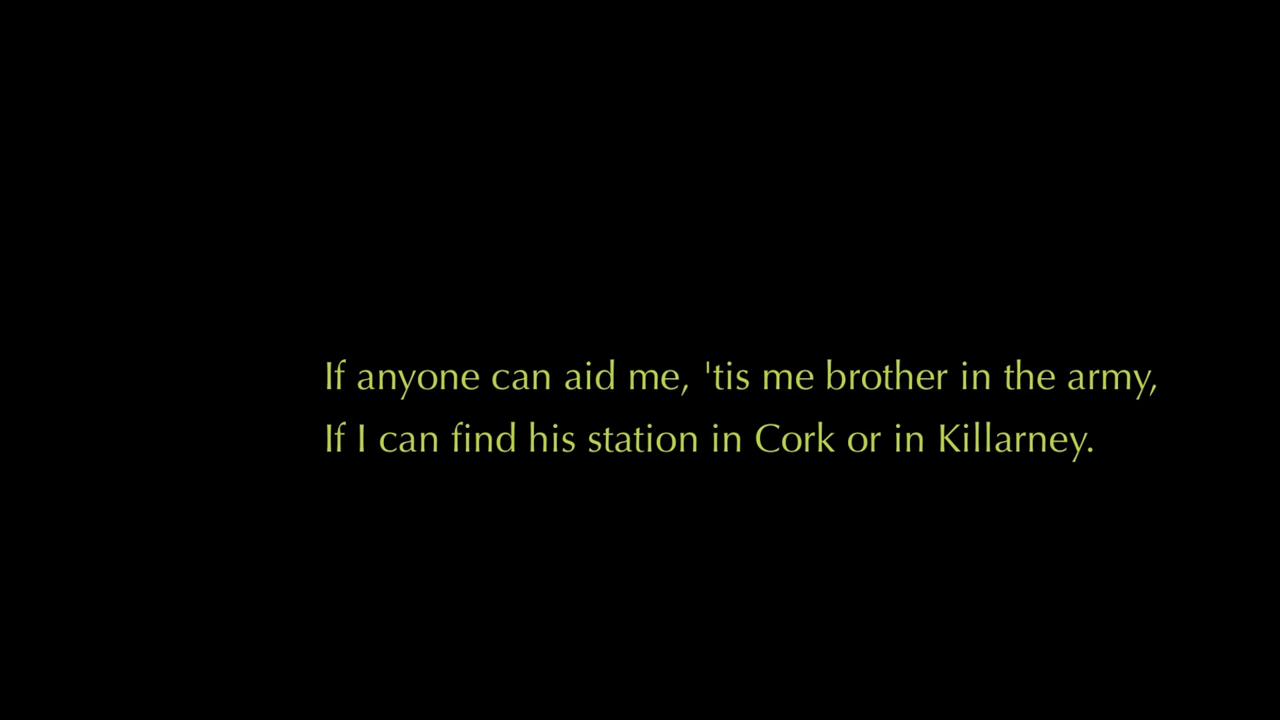 If anyone can aid me, 'tis me brother in the army,
If I can find his station in Cork or in Killarney.